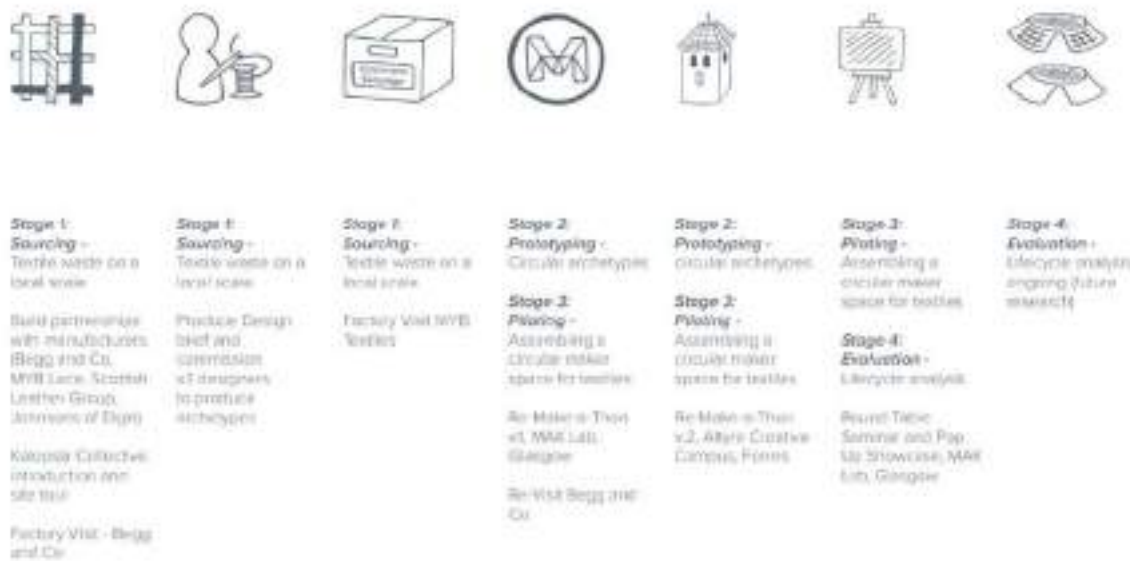 Stage 1:
Sourcing -
Textile waste on a
local scale
Build partnerships
with manufacturers
(Begg and Co,
MYB Lace, Scottish
Leather Group,
Johnstons of Elgin)
Kalopsia Collective
introduction and
site tour
Factory Visit - Begg
and Co
Stage 1:
Sourcing -
Textile waste on a
local scale
Produce Design
brief and
commission
x3 designers
to produce
archetypes
Stage 1:
Sourcing -
Textile waste on a
local scale
Factory Visit MYB
Textiles
M
Stage 2:
Prototyping -
Circular archetypes
Stage 3:
Piloting -
Assembling a
circular maker
space for textiles
Re-Make-a-Thon
v1, MAK Lab,
Glasgow
Re-Visit Begg and
Co
Stage 2:
Prototyping -
circular archetypes
Stage 3:
Piloting -
Assembling a
circular maker
space for textiles
Re-Make-a-Thon
v.2, Altyre Creative
Campus, Forres
Stage 3:
Piloting -
Assembling a
circular maker
space for textiles
Stage 4:
Evaluation -
Lifecycle analysis
Round Table
Seminar and Pop
Up Showcase, MAK
Lab, Glasgow
Stage 4:
Evaluation -
Lifecycle analysis
ongoing (future
research)